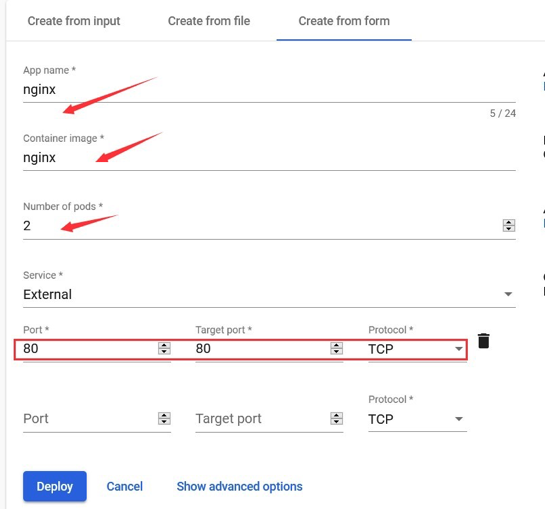 Create from input Create from file Create from form
App name *
nginx
5 / 24
Container image *
nginx
Number of pods *
2
Service *
External
Port * Target port * Protocol *
80 80 TCP
Protocol *
Port Target port TCP
Deploy Cancel Show advanced options